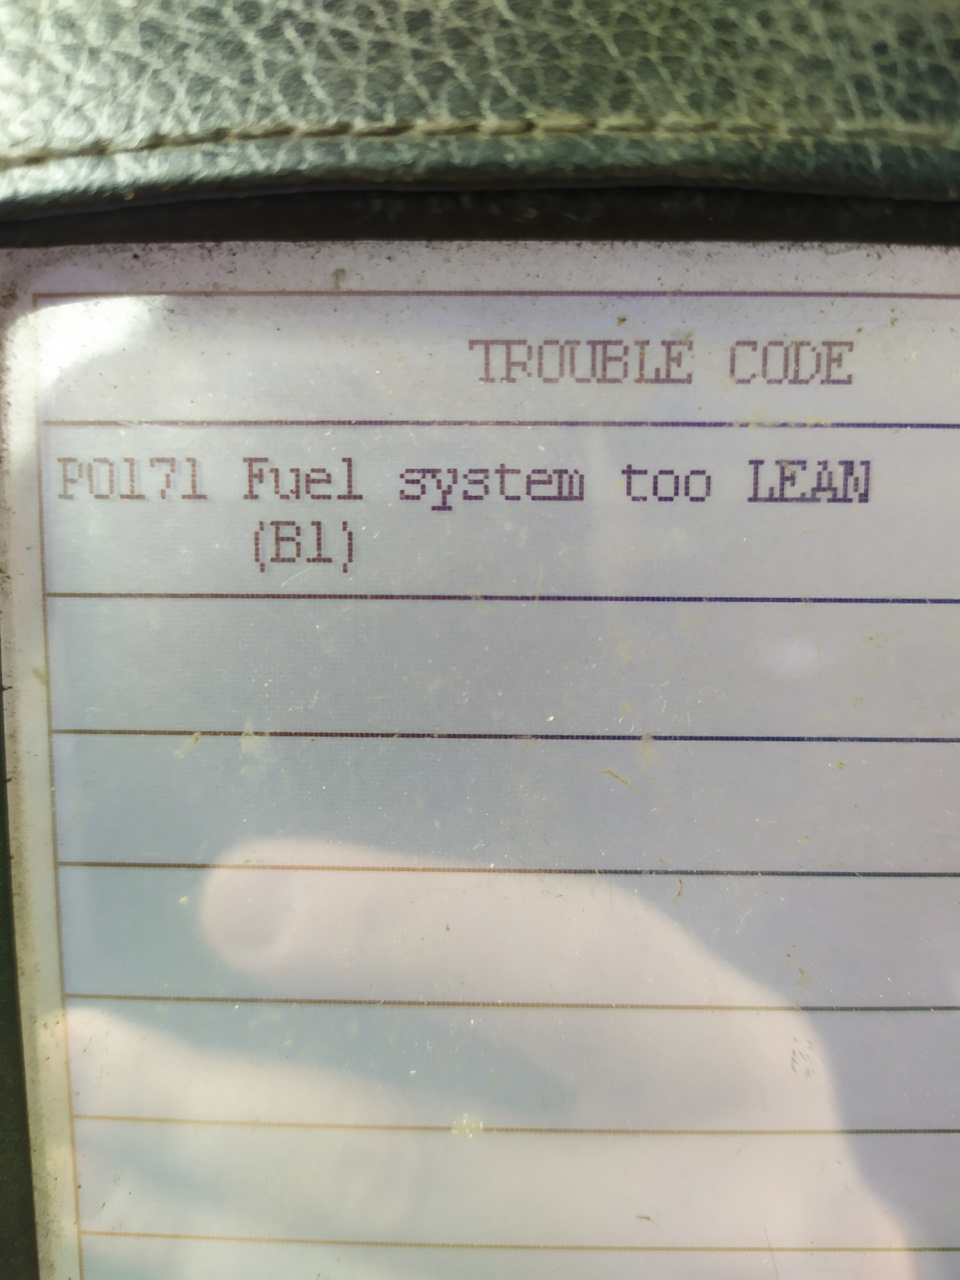 TROUBLE CODE
P0171 Fuel system too LEAN
(B1)